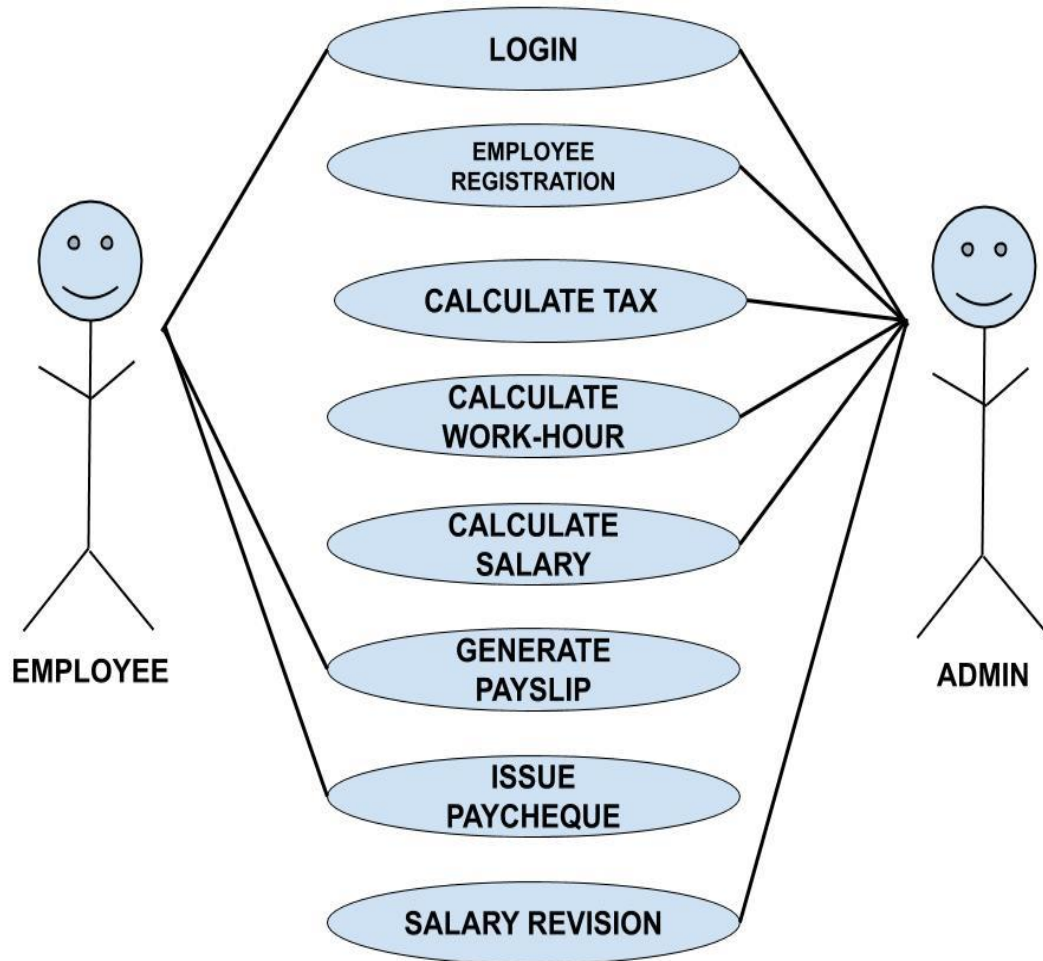 LOGIN
EMPLOYEE
REGISTRATION
CALCULATE TAX
CALCULATE
WORK-HOUR
CALCULATE
SALARY
GENERATE
PAYSLIP
EMPLOYEE
ADMIN
ISSUE
PAYCHEQUE
SALARY REVISION